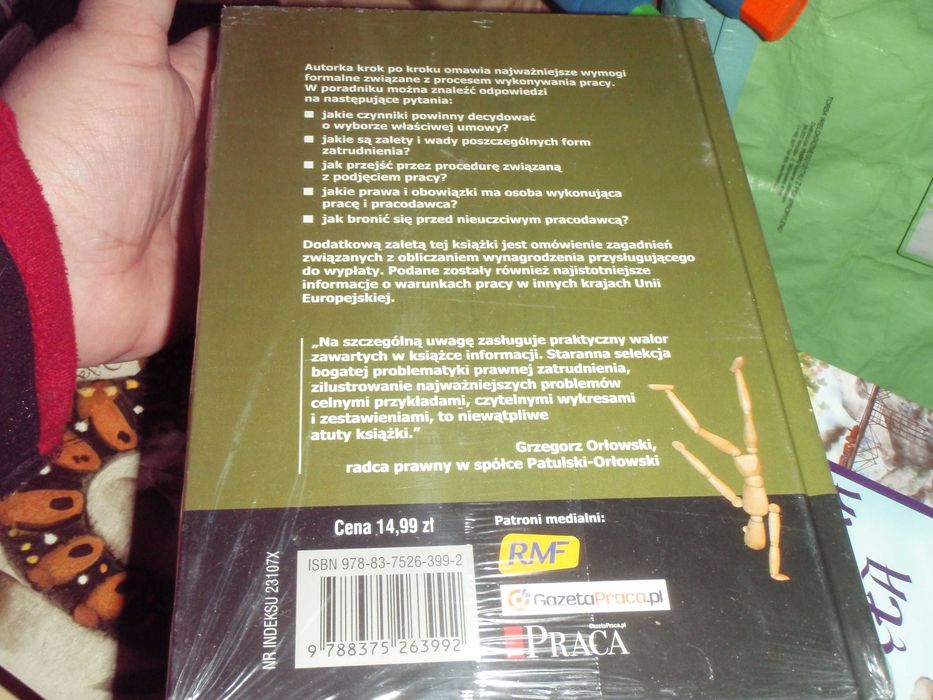 Autorka krok po kroku omawia najważniejsze wymogi
formalne związane z procesem wykonywania pracy.
W poradniku można znaleźć odpowiedzi
na następujące pytania:
jakie czynniki powinny decydować
o wyborze właściwej umowy?
jakie są zalety i wady poszczególnych form
zatrudnienia?
jak przejść przez procedurę związaną
z podjęciem pracy?
jakie prawa i obowiązki ma osoba wykonująca
pracę i pracodawca?
jak bronić się przed nieuczciwym pracodawcą?
Dodatkową zaletą tej książki jest omówienie zagadnień
związanych z obliczaniem wynagrodzenia przysługującego
do wypłaty. Podane zostały również najistotniejsze
informacje o warunkach pracy w innych krajach Unii
Europejskiej.
„Na szczególną uwagę zasługuje praktyczny walor
zawartych w książce informacji. Staranna selekcja
bogatej problematyki prawnej zatrudnienia,
zilustrowanie najważniejszych problemów
celnymi przykładami, czytelnymi wykresami
i zestawieniami, to niewątpliwe
atuty książki.”
Grzegorz Orłowski,
radca prawny w spółce Patulski-Orłowski
Cena 14,99 zł
Patroni medialni:
RMF
GazetaPraca.pl
GazetaPraca.pl
PRACA
NR INDEKSU 23107X
ISBN 978-83-7526-399-2
9 788375 263992